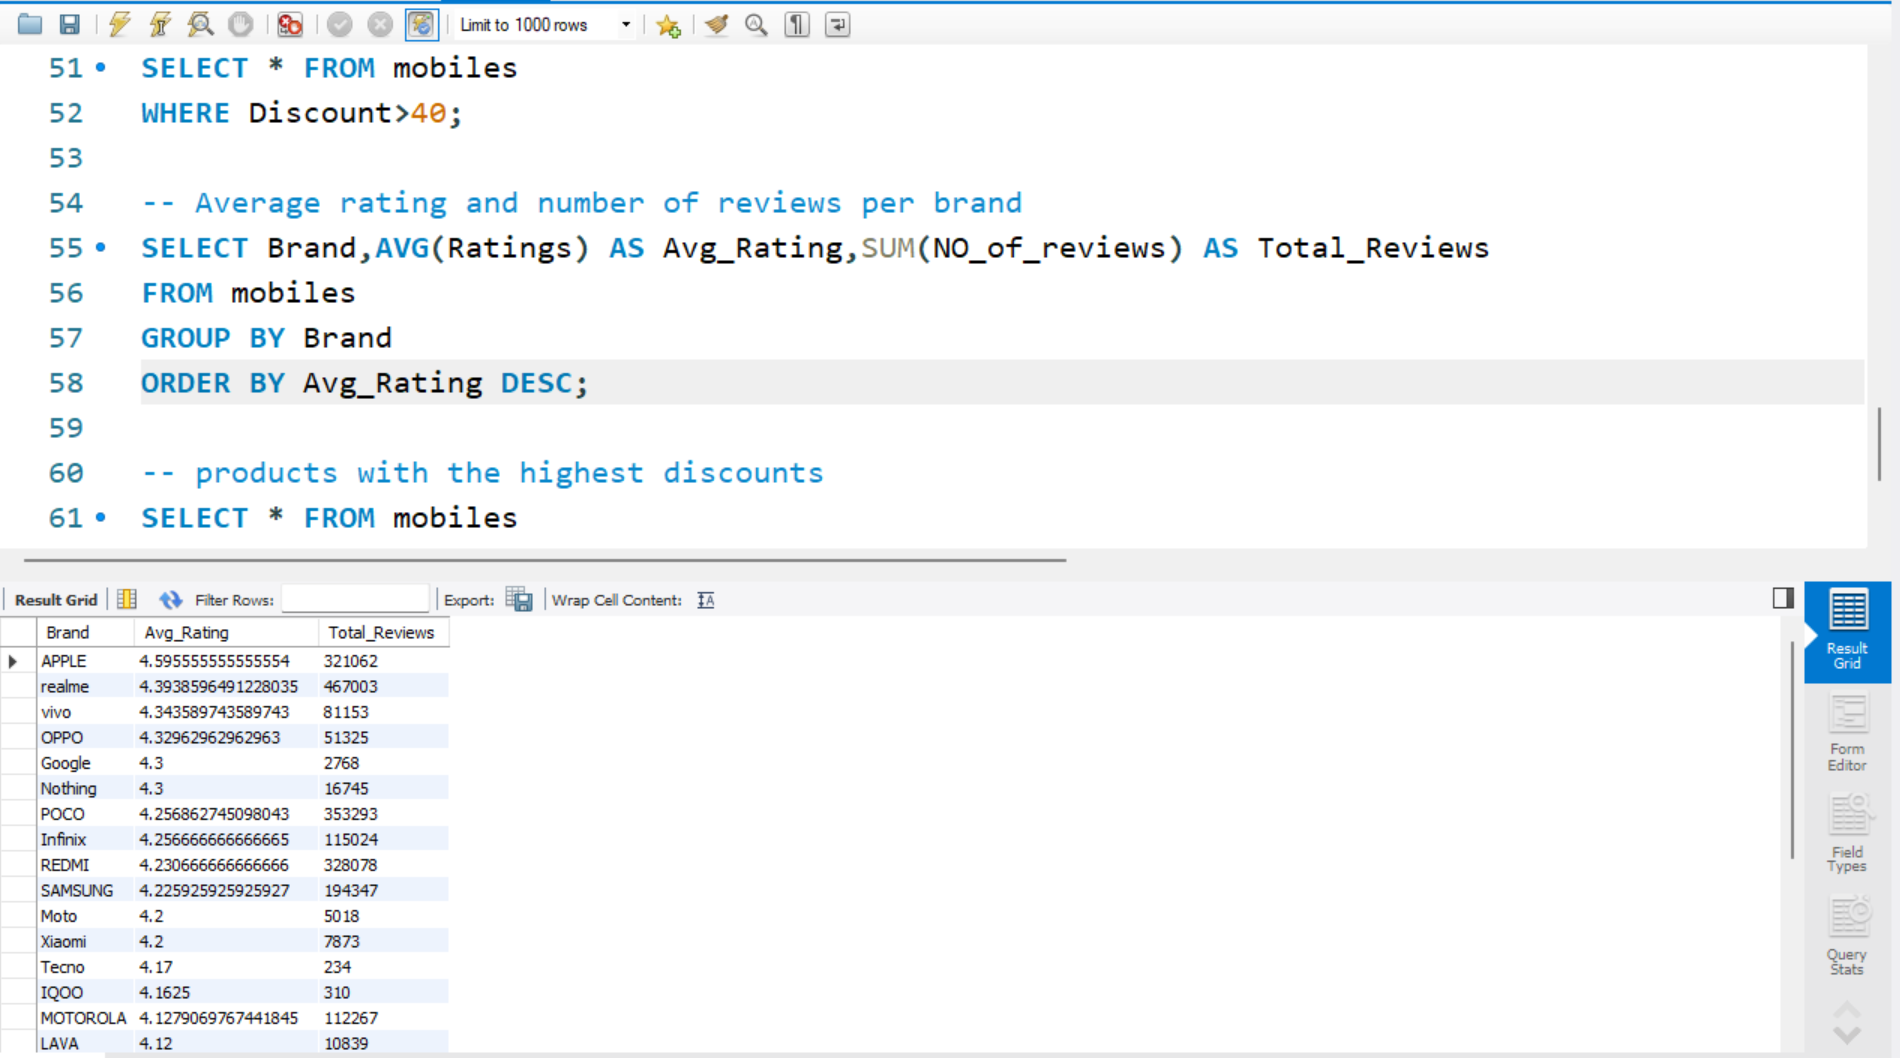 Limit to 1000 rows
51 SELECT * FROM mobiles
52 WHERE Discount>40;
53
54 -- Average rating and number of reviews per brand
55 SELECT Brand,AVG(Ratings) AS Avg_Rating,SUM(NO_of_reviews) AS Total_Reviews
56 FROM mobiles
57 GROUP BY Brand
58 ORDER BY Avg_Rating DESC;
59
60 -- products with the highest discounts
61 SELECT * FROM mobiles
Result Grid Filter Rows: Export: Wrap Cell Content:
Brand Avg_Rating Total_Reviews
APPLE 4.595555555555554 321062
realme 4.3938596491228035 467003
vivo 4.343589743589743 81153
OPPO 4.32962962962963 51325
Google 4.3 2768
Nothing 4.3 16745
POCO 4.256862745098043 353293
Infinix 4.256666666666665 115024
REDMI 4.230666666666666 328078
SAMSUNG 4.225925925925927 194347
Moto 4.2 5018
Xiaomi 4.2 7873
Tecno 4.17 234
IQOO 4.1625 310
MOTOROLA 4.1279069767441845 112267
LAVA 4.12 10839
Result
Grid
Form
Editor
Field
Types
Query
Stats